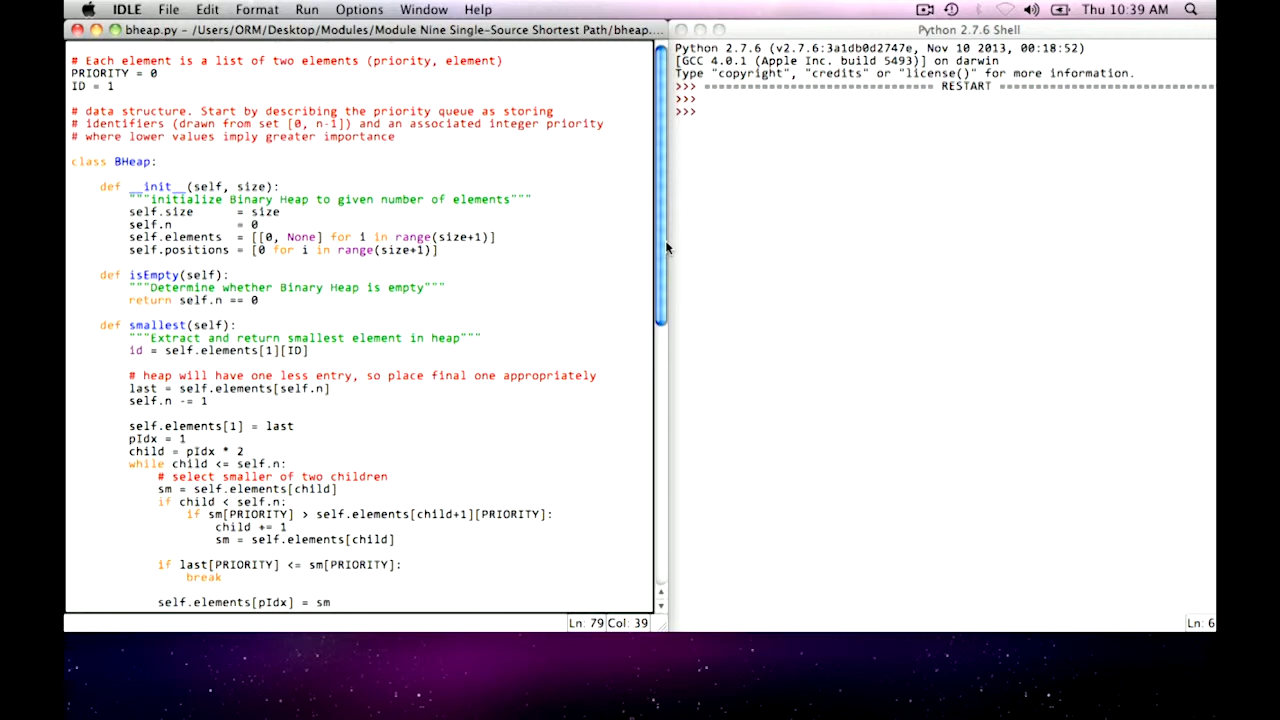 IDLE File Edit Format Run Options Window Help Thu 10:39 AM
bheap.py - /Users/ORM/Desktop/Modules/Module Nine Single-Source Shortest Path/bheap....
# Each element is a list of two elements (priority, element)
PRIORITY = 0
ID = 1
# data structure. Start by describing the priority queue as storing
# identifiers (drawn from set [0, n-1]) and an associated integer priority
# where lower values imply greater importance
class BHeap:
def __init__(self, size):
"""initialize Binary Heap to given number of elements"""
self.size = size
self.n = 0
self.elements = [[0, None] for i in range(size+1)]
self.positions = [0 for i in range(size+1)]
def isEmpty(self):
"""Determine whether Binary Heap is empty"""
return self.n == 0
def smallest(self):
"""Extract and return smallest element in heap"""
id = self.elements[1][ID]
# heap will have one less entry, so place final one appropriately
last = self.elements[self.n]
self.n -= 1
self.elements[1] = last
pIdx = 1
child = pIdx * 2
while child <= self.n:
# select smaller of two children
sm = self.elements[child]
if child < self.n:
if sm[PRIORITY] > self.elements[child+1][PRIORITY]:
child += 1
sm = self.elements[child]
if last[PRIORITY] <= sm[PRIORITY]:
break
self.elements[pIdx] = sm
Ln: 79 Col: 39
Python 2.7.6 Shell
Python 2.7.6 (v2.7.6:3a1db0d2747e, Nov 10 2013, 00:18:52)
[GCC 4.0.1 (Apple Inc. build 5493)] on darwin
Type "copyright", "credits" or "license()" for more information.
>>> ================================ RESTART ================================
>>>
>>>
Ln: 6